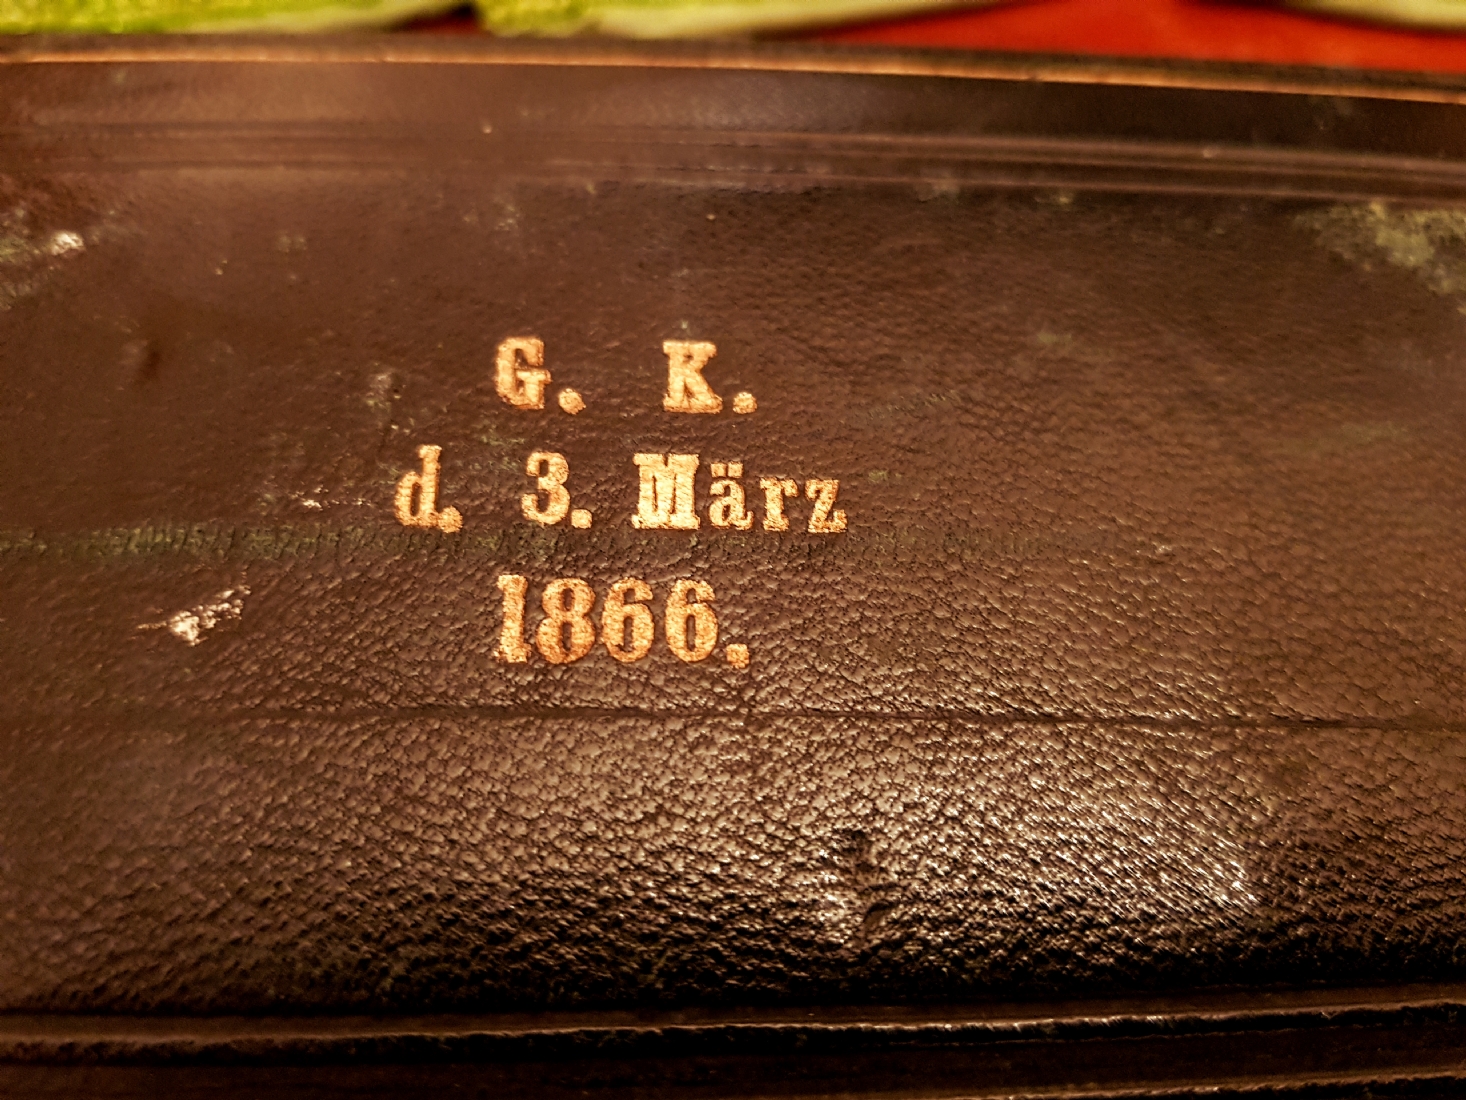 G. K.
d. 3. März
1866.